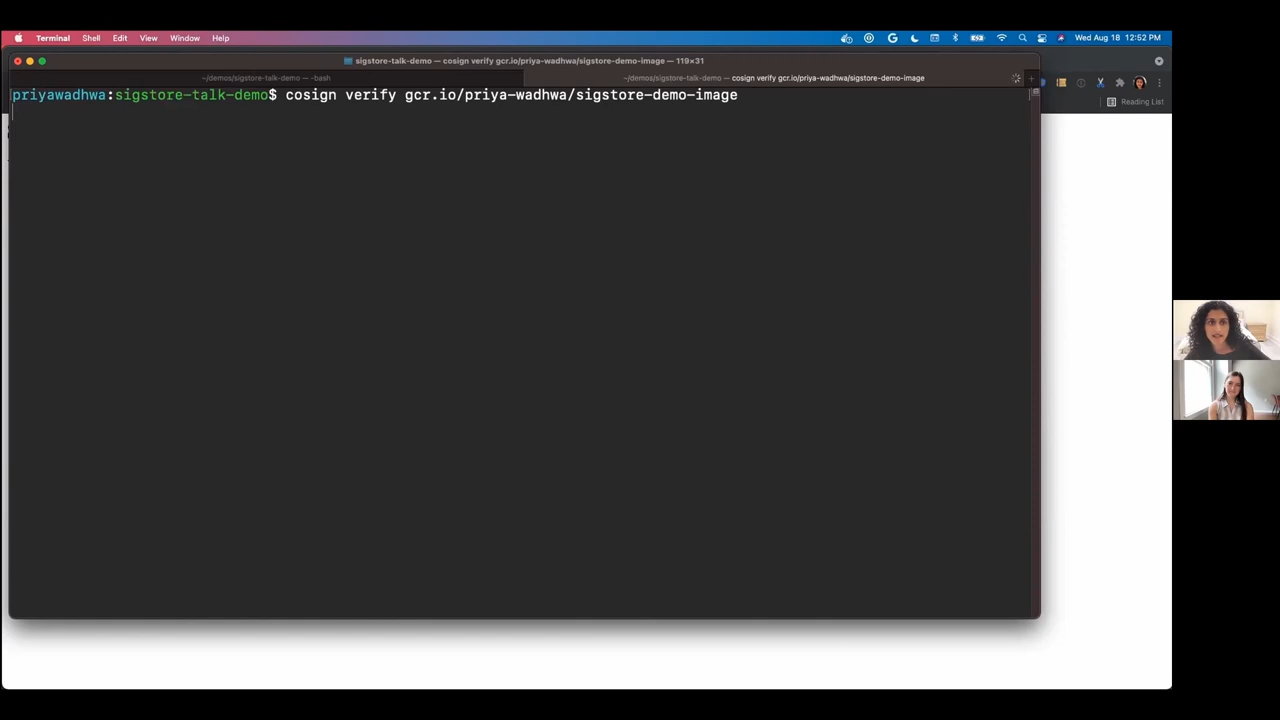 Terminal Shell Edit View Window Help Wed Aug 18 12:52 PM
sigstore-talk-demo — cosign verify gcr.io/priya-wadhwa/sigstore-demo-image — 119×31
~/demos/sigstore-talk-demo — -bash
~/demos/sigstore-talk-demo — cosign verify gcr.io/priya-wadhwa/sigstore-demo-image
Reading List
priyawadhwa:sigstore-talk-demo$ cosign verify gcr.io/priya-wadhwa/sigstore-demo-image